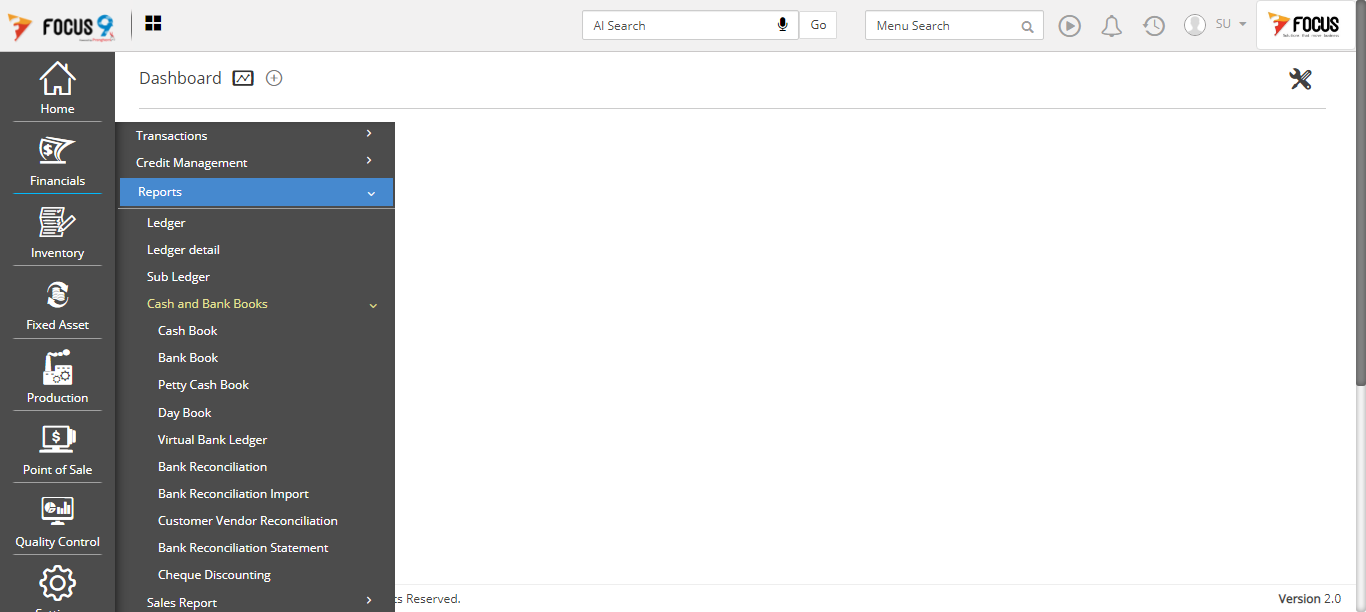 FOCUS 9
AI Search
Go
Menu Search
SU
FOCUS
Home
Financials
Inventory
Fixed Asset
Production
Point of Sale
Quality Control
Dashboard
Transactions
Credit Management
Reports
Ledger
Ledger detail
Sub Ledger
Cash and Bank Books
Cash Book
Bank Book
Petty Cash Book
Day Book
Virtual Bank Ledger
Bank Reconciliation
Bank Reconciliation Import
Customer Vendor Reconciliation
Bank Reconciliation Statement
Cheque Discounting
Sales Report
ts Reserved.
Version 2.0